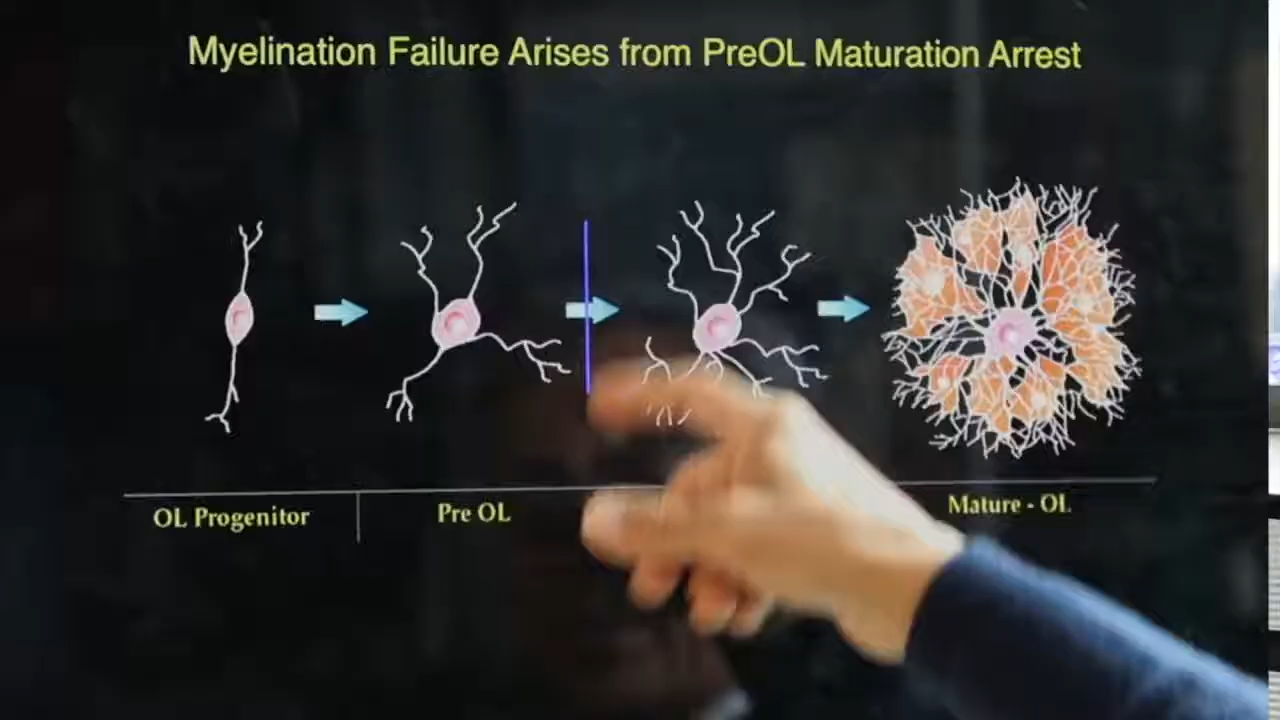 Myelination Failure Arises from PreOL Maturation Arrest
OL Progenitor
Pre OL
Mature - OL